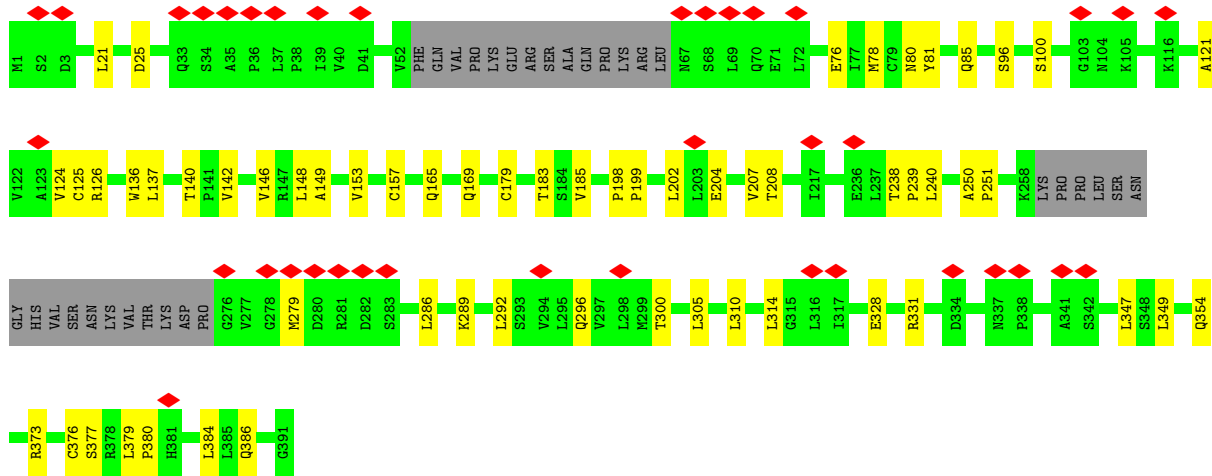 M1 S2 D3 L21 D25 Q33 S34 A35 P36 L37 P38 I39 V40 D41 V52 PHE GLN VAL PRO LYS GLU ARG SER ALA GLN PRO LYS ARG LEU N67 S68 L69 Q70 E71 L72 E76 I77 M78 C79 N80 Y81 Q85 S96 S100 G103 N104 K105 K116 A121
V122 A123 V124 C125 R126 W136 L137 T140 P141 V142 V146 R147 L148 A149 V153 C157 Q165 Q169 C179 T183 S184 V185 P198 P199 L202 L203 E204 V207 T208 I217 E236 L237 T238 P239 L240 A250 P251 K258 LYS PRO PRO LEU SER ASN
GLY HIS VAL SER ASN LYS VAL THR LYS ASP PRO G276 V277 G278 M279 D280 R281 D282 S283 L286 K289 L292 S293 V294 L295 Q296 V297 L298 M299 T300 L305 L310 L314 G315 L316 I317 E328 R331 D334 N337 P338 A341 S342 L347 S348 L349 Q354
R373 C376 S377 R378 L379 P380 H381 L384 L385 Q386 G391